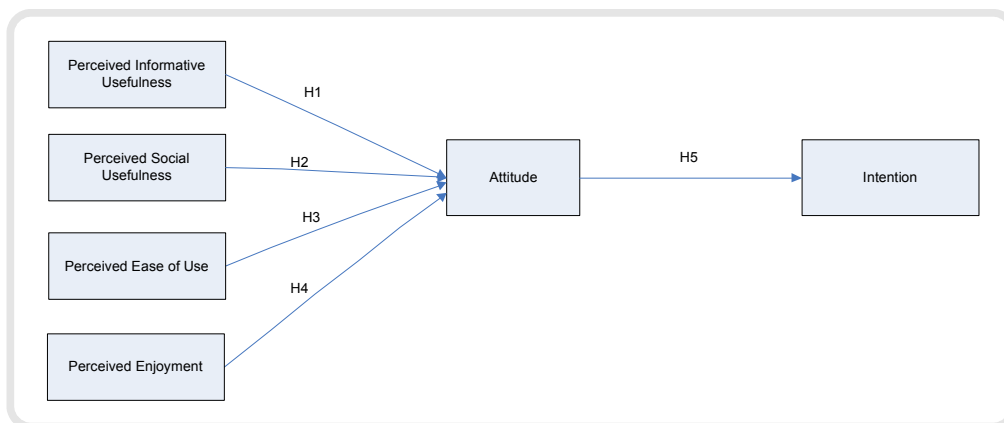 Perceived Informative
Usefulness
H1
Perceived Social
Usefulness
H2
Attitude
H5
Intention
H3
Perceived Ease of Use
H4
Perceived Enjoyment